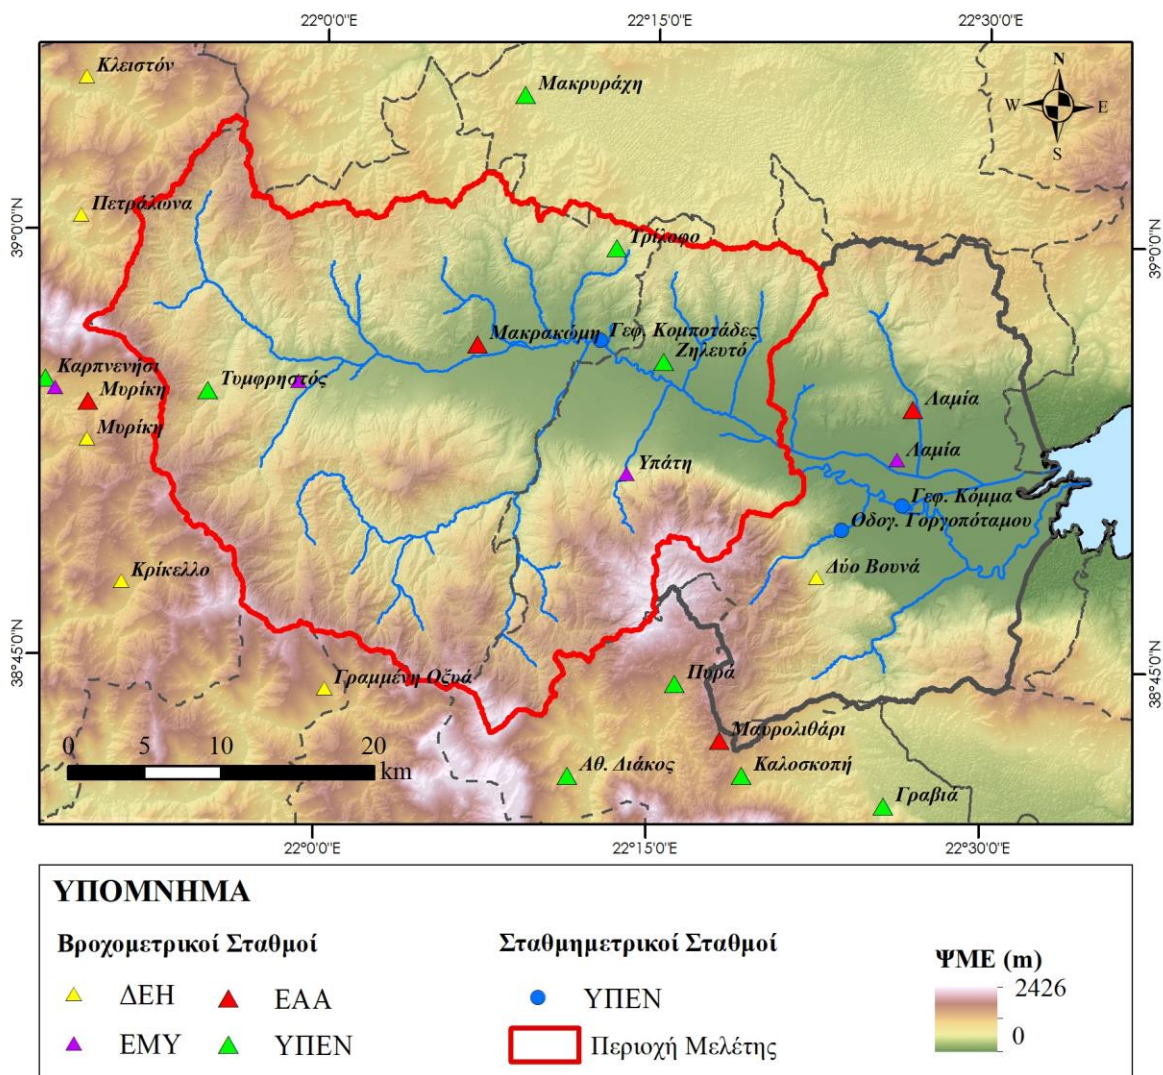 22°0'0"E
22°15'0"E
22°30'0"E
Κλειστόν
Μακρυράχη
N
W
E
S
Πετράλωνα
39°0'0"N
39°0'0"N
Τρίλοφο
Μακρακώμη
Γεφ. Κομποτάδες
Ζηλευτό
Καρπνενήσι
Μυρίκη
Τυμφρηστός
Μυρίκη
Λαμία
Λαμία
Υπάτη
Γεφ. Κόμμα
Οδογ. Γοργοπόταμου
Κρίκελλο
Δύο Βουνά
38°45'0"N
38°45'0"N
Γραμμένη Οξυά
Πυρά
Μαυρολιθάρι
0
5
10
20
km
Αθ. Διάκος
Καλοσκοπή
Γραβιά
22°0'0"E
22°15'0"E
22°30'0"E
ΥΠΟΜΝΗΜΑ
Βροχομετρικοί Σταθμοί
Σταθμημετρικοί Σταθμοί
ΨΜΕ (m)
ΔΕΗ
ΕΑΑ
ΥΠΕΝ
2426
ΕΜΥ
ΥΠΕΝ
Περιοχή Μελέτης
0